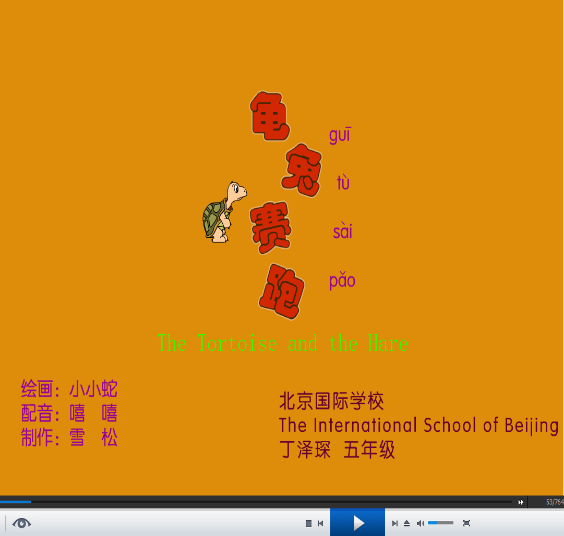 龟 guī
兔 tù
赛 sài
跑 pǎo
The Tortoise and the Hare
绘画：小小蛇
配音：嘻 嘻
制作：雪 松
北京国际学校
The International School of Beijing
丁泽琛 五年级